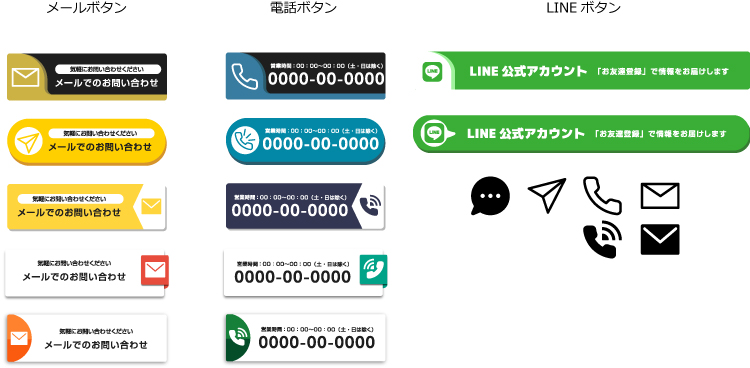 メールボタン
電話ボタン
LINEボタン
気軽にお問い合わせください
メールでのお問い合わせ
営業時間：00：00～00：00（土・日は除く）
0000-00-0000
LINE
LINE公式アカウント 「お友達登録」で情報をお届けします
気軽にお問い合わせください
メールでのお問い合わせ
営業時間：00：00～00：00（土・日は除く）
0000-00-0000
LINE
LINE公式アカウント 「お友達登録」で情報をお届けします
気軽にお問い合わせください
メールでのお問い合わせ
営業時間：00：00～00：00（土・日は除く）
0000-00-0000
気軽にお問い合わせください
メールでのお問い合わせ
営業時間：00：00～00：00（土・日は除く）
0000-00-0000
気軽にお問い合わせください
メールでのお問い合わせ
営業時間：00：00～00：00（土・日は除く）
0000-00-0000